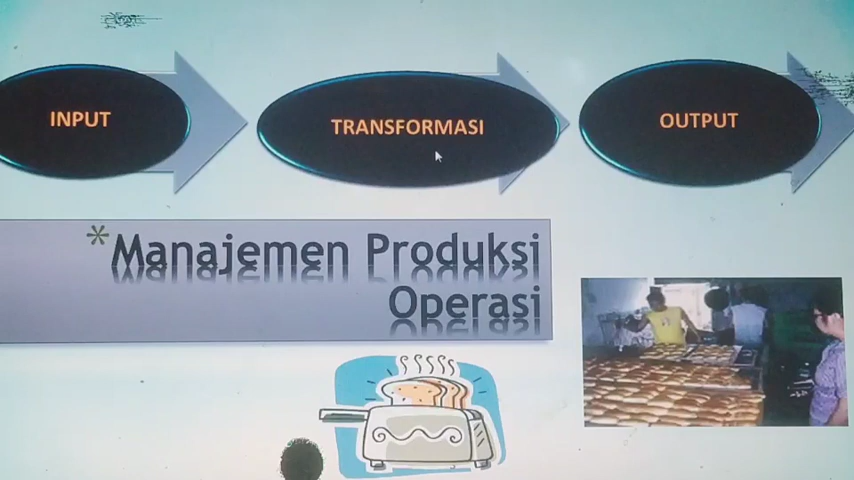 INPUT
TRANSFORMASI
OUTPUT
*Manajemen Produksi
Operasi